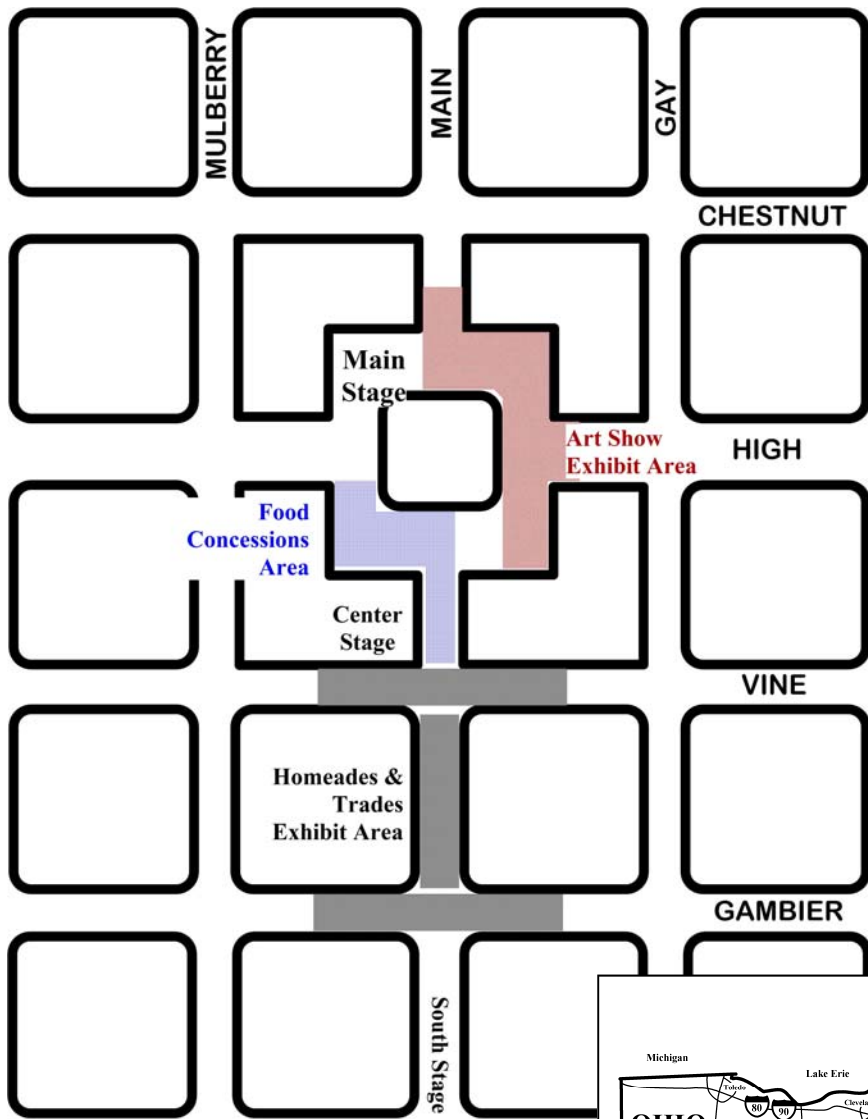 MULBERRY
MAIN
GAY
CHESTNUT
Main
Stage
Art Show
Exhibit Area
HIGH
Food
Concessions
Area
Center
Stage
VINE
Homeades &
Trades
Exhibit Area
GAMBIER
South Stage
Michigan
Lake Erie
Toledo
80
90